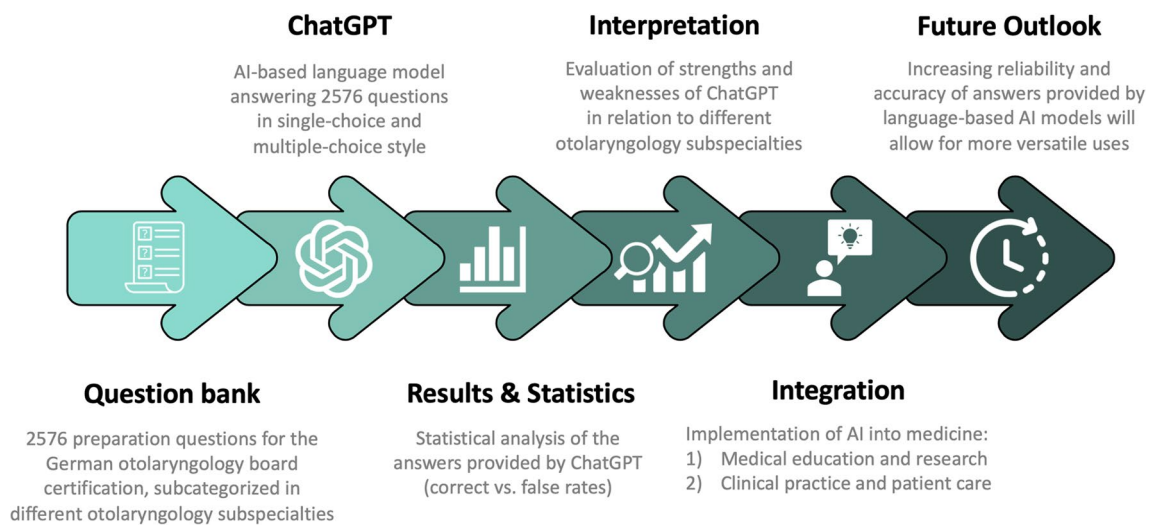 ChatGPT
AI-based language model
answering 2576 questions
in single-choice and
multiple-choice style
Interpretation
Evaluation of strengths and
weaknesses of ChatGPT
in relation to different
otolaryngology subspecialties
Future Outlook
Increasing reliability and
accuracy of answers provided by
language-based AI models will
allow for more versatile uses
?
?
?
Question bank
2576 preparation questions for the
German otolaryngology board
certification, subcategorized in
different otolaryngology subspecialties
Results & Statistics
Statistical analysis of the
answers provided by ChatGPT
(correct vs. false rates)
Integration
Implementation of AI into medicine:
1) Medical education and research
2) Clinical practice and patient care